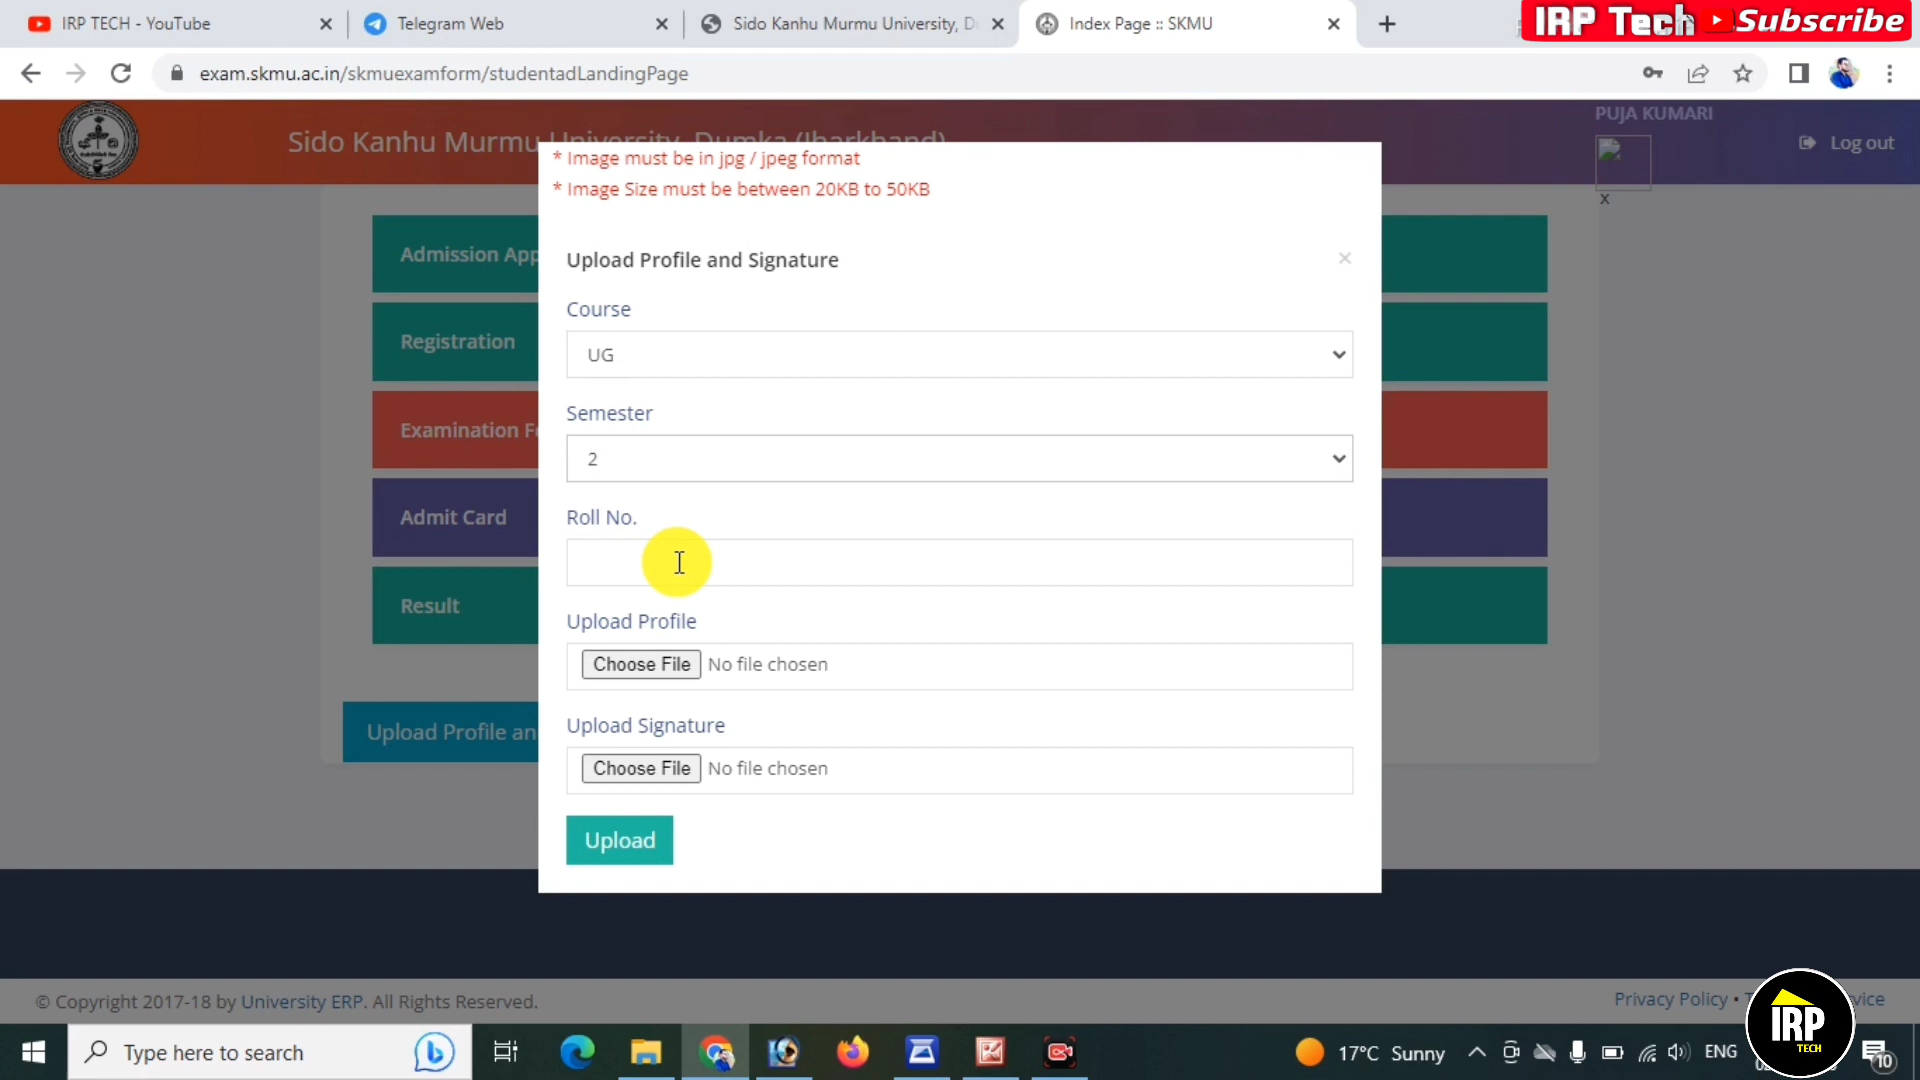 IRP TECH - YouTube
Telegram Web
Sido Kanhu Murmu University, D
Index Page :: SKMU
IRP Tech Subscribe
exam.skmu.ac.in/skmuexamform/studentadLandingPage
Sido Kanhu Murmu University, Dumka (Jharkhand)
PUJA KUMARI
Log out
x
* Image must be in jpg / jpeg format
* Image Size must be between 20KB to 50KB
Upload Profile and Signature
×
Course
UG
Semester
2
Roll No.
Upload Profile
Choose File No file chosen
Upload Signature
Choose File No file chosen
Upload
Admission App
Registration
Examination Fo
Admit Card
Result
Upload Profile an
© Copyright 2017-18 by University ERP. All Rights Reserved.
Privacy Policy •
IRP
TECH
Type here to search
17°C Sunny
ENG
10